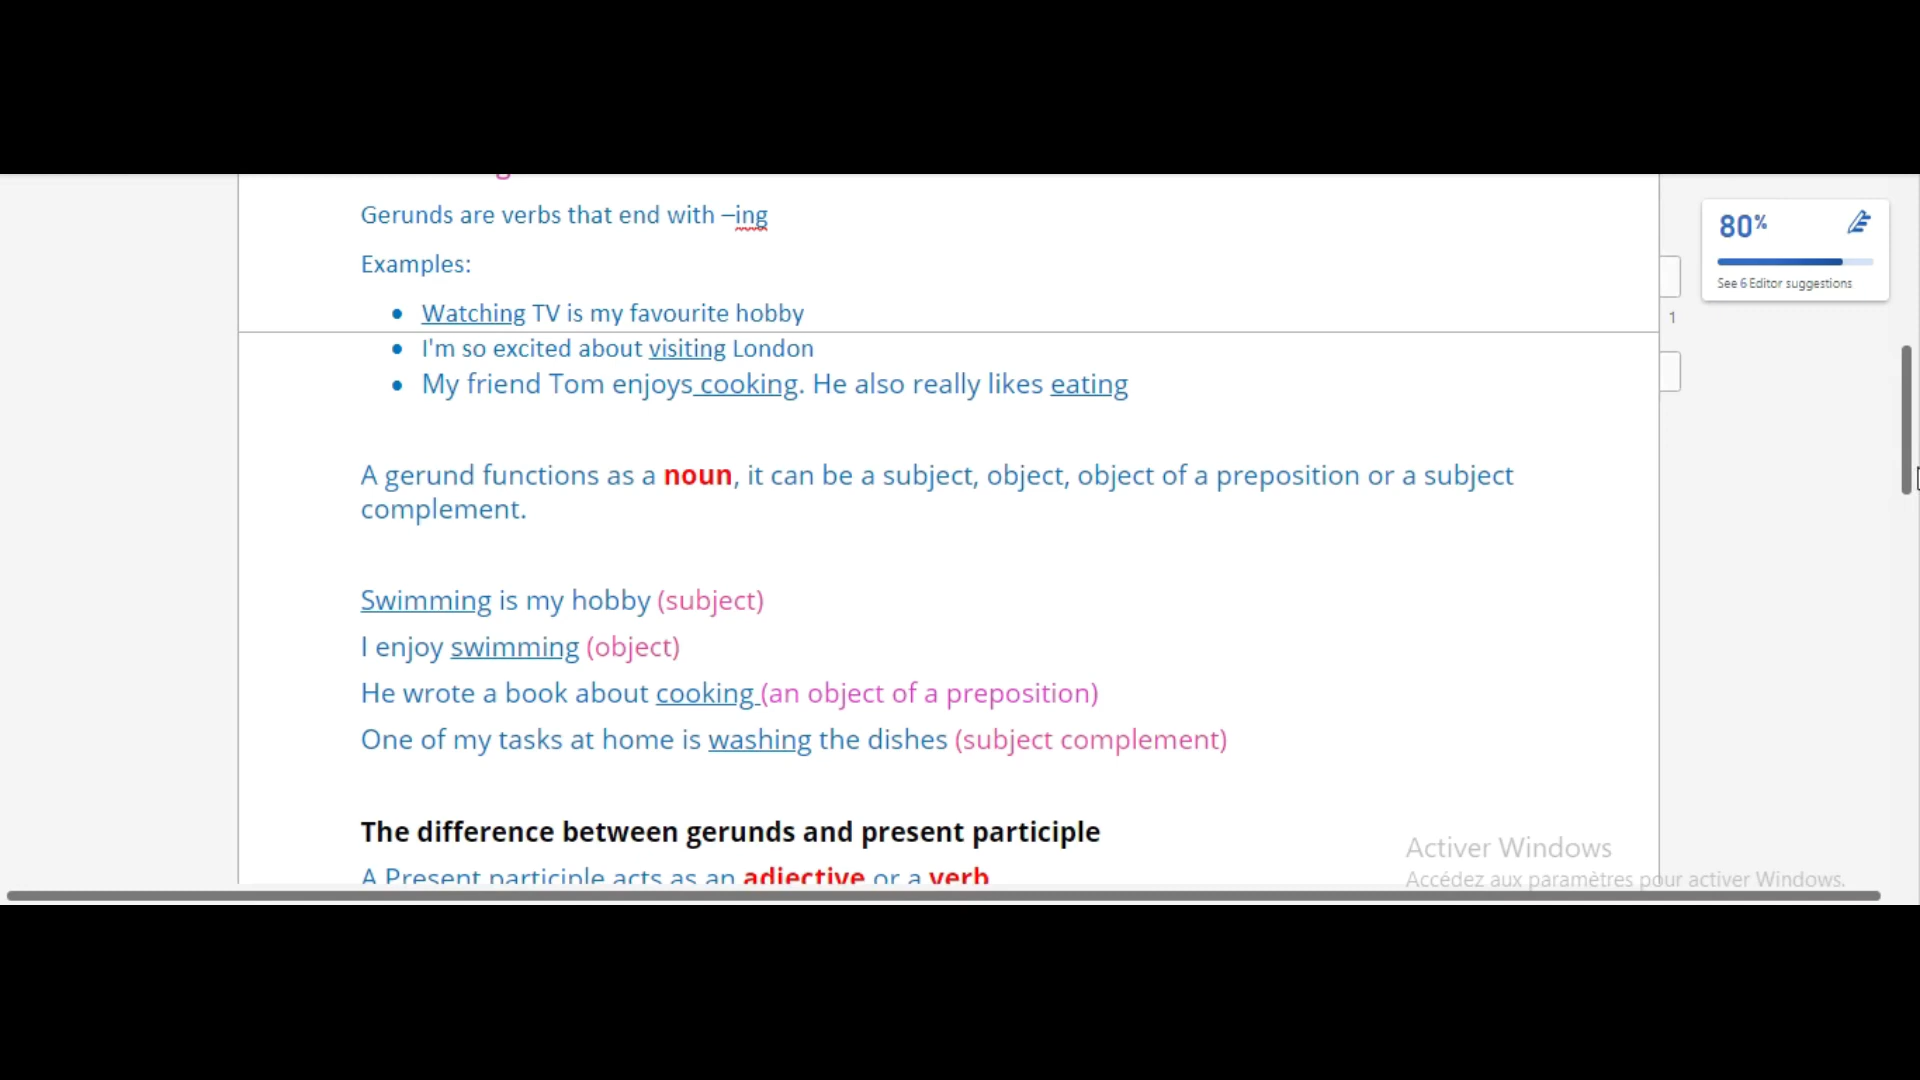 Gerunds are verbs that end with –ing
80%
Examples:
See 6 Editor suggestions
• Watching TV is my favourite hobby
1
• I'm so excited about visiting London
• My friend Tom enjoys cooking. He also really likes eating
A gerund functions as a noun, it can be a subject, object, object of a preposition or a subject
complement.
Swimming is my hobby (subject)
I enjoy swimming (object)
He wrote a book about cooking (an object of a preposition)
One of my tasks at home is washing the dishes (subject complement)
The difference between gerunds and present participle
A Present participle acts as an adjective or a verb
Activer Windows
Accédez aux paramètres pour activer Windows.